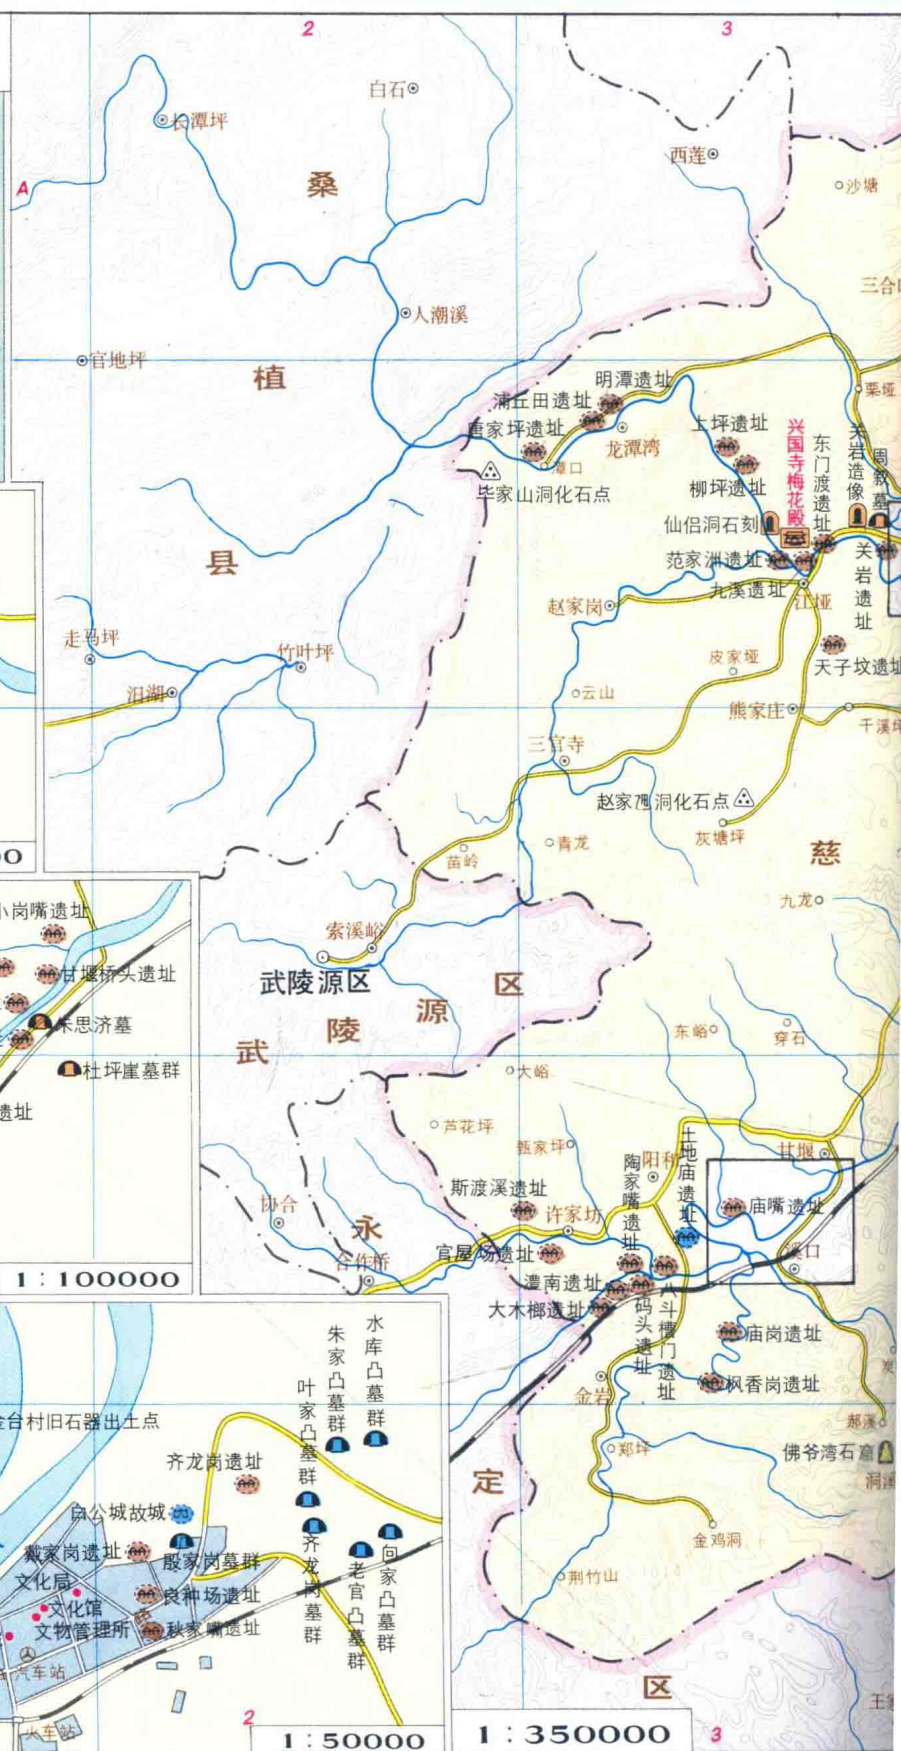 2
3
白石
长潭坪
桑
西莲
A
沙塘
三合
人潮溪
官地坪
植
明潭遗址
浦丘田遗址
栗垭
唐家坪遗址
龙潭湾
潭口
毕家山洞化石点
上坪遗址
柳坪遗址
兴国寺梅花殿
东门渡遗址
关岩造像
周叙墓
仙侣洞石刻
范家洲遗址
九溪遗址
江垭
关岩遗址
县
赵家岗
走马坪
竹叶坪
汨湖
皮家垭
天子坟遗址
云山
熊家庄
干溪坪
三官寺
赵家垭洞化石点
灰塘坪
苗岭
青龙
慈
九龙
索溪峪
武陵源区
武
陵
源
区
小岗嘴遗址
甘堰桥头遗址
朱思济墓
杜坪崖墓群
遗址
1:100000
东峪
穿石
大峪
芦花坪
甄家坪
阳和
土地庙遗址
甘堰
陶家嘴遗址
斯渡溪遗址
庙嘴遗址
协合
永
许家坊
官屋场遗址
溪口
合作桥
澧南遗址
大木榔遗址
码头遗址
八斗槽门遗址
庙岗遗址
枫香岗遗址
金岩
郝溪
佛爷湾石窟
郑坪
定
金鸡洞
荆竹山
区
水库凸墓群
朱家凸墓群
叶家凸墓群
金台村旧石器出土点
齐龙岗遗址
白公城故城
戴家岗遗址
殷家岗墓群
齐龙岗墓群
老官凸墓群
向家凸墓群
文化局
文化馆
良种场遗址
文物管理所
秋家嘴遗址
汽车站
火车站
2
1:50000
1:350000
3